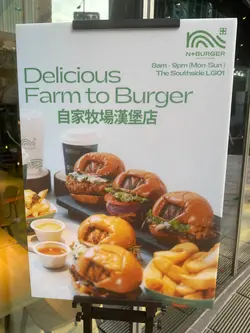 N+BURGER
8am - 9pm (Mon-Sun)
The Southside LG01
Delicious
Farm to Burger
自家牧場漢堡店